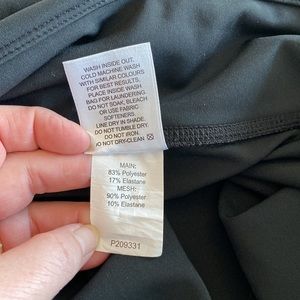 WASH INSIDE OUT.
COLD MACHINE WASH
WITH SIMILAR COLOURS
FOR BEST RESULTS,
PLACE INSIDE WASH
BAG FOR LAUNDERING.
DO NOT SOAK, BLEACH
OR USE FABRIC
SOFTENERS.
LINE DRY IN SHADE.
DO NOT TUMBLE DRY.
DO NOT IRON.
DO NOT DRY-CLEAN
MAIN:
83% Polyester
17% Elastane
MESH:
90% Polyester
10% Elastane
P209331